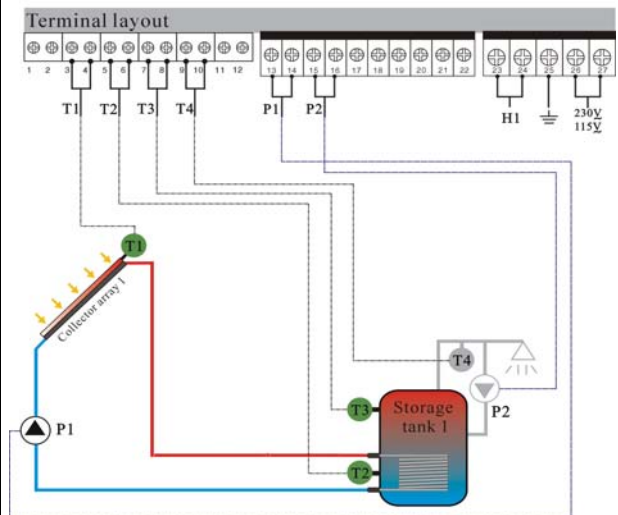 Terminal layout
1 2 3 4 5 6 7 8 9 10 11 12
13 14 15 16 17 18 19 20 21 22
23 24 25 26 27
T1 T2 T3 T4
P1 P2
H1
230V
115V
T1
Collector array 1
T4
T3
Storage
tank 1
P2
P1
T2